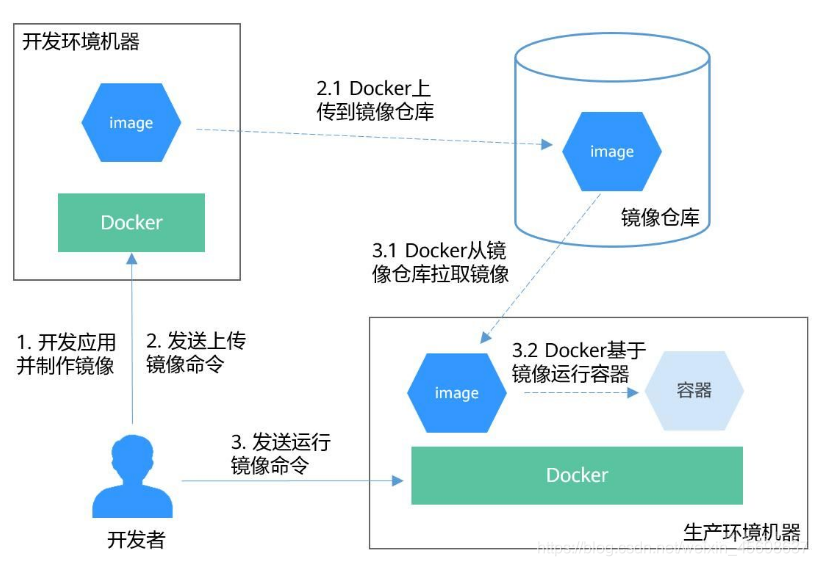 开发环境机器
image
Docker
2.1 Docker上
传到镜像仓库
image
镜像仓库
3.1 Docker从镜
像仓库拉取镜像
1. 开发应用
并制作镜像
2. 发送上传
镜像命令
image
3.2 Docker基于
镜像运行容器
容器
3. 发送运行
镜像命令
Docker
开发者
生产环境机器